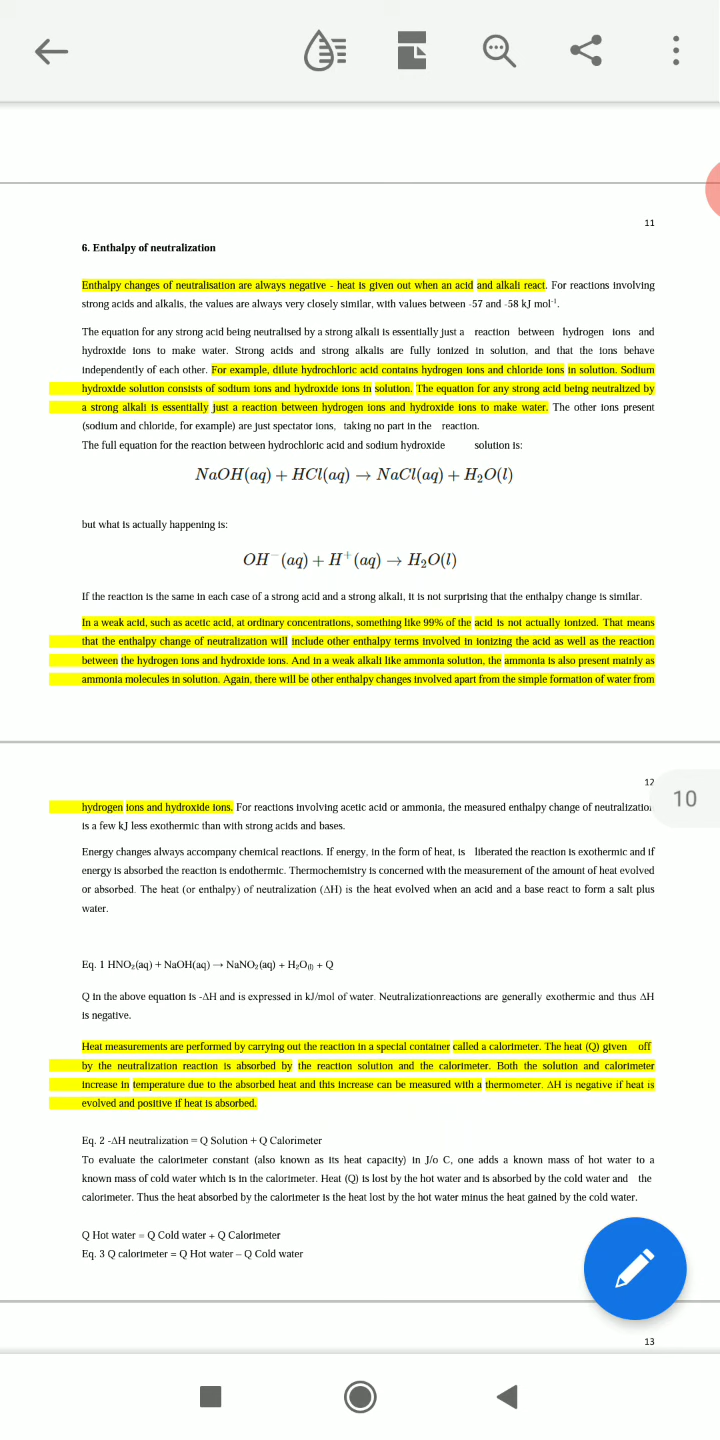 11
6. Enthalpy of neutralization
Enthalpy changes of neutralisation are always negative - heat is given out when an acid and alkali react. For reactions involving
strong acids and alkalis, the values are always very closely similar, with values between -57 and -58 kJ mol⁻¹.
The equation for any strong acid being neutralised by a strong alkali is essentially just a reaction between hydrogen ions and
hydroxide ions to make water. Strong acids and strong alkalis are fully ionized in solution, and that the ions behave
independently of each other. For example, dilute hydrochloric acid contains hydrogen ions and chloride ions in solution. Sodium
hydroxide solution consists of sodium ions and hydroxide ions in solution. The equation for any strong acid being neutralized by
a strong alkali is essentially just a reaction between hydrogen ions and hydroxide ions to make water. The other ions present
(sodium and chloride, for example) are just spectator ions, taking no part in the reaction.
The full equation for the reaction between hydrochloric acid and sodium hydroxide solution is:
NaOH(aq) + HCl(aq) → NaCl(aq) + H₂O(l)
but what is actually happening is:
OH⁻(aq) + H⁺(aq) → H₂O(l)
If the reaction is the same in each case of a strong acid and a strong alkali, it is not surprising that the enthalpy change is similar.
In a weak acid, such as acetic acid, at ordinary concentrations, something like 99% of the acid is not actually ionized. That means
that the enthalpy change of neutralization will include other enthalpy terms involved in ionizing the acid as well as the reaction
between the hydrogen ions and hydroxide ions. And in a weak alkali like ammonia solution, the ammonia is also present mainly as
ammonia molecules in solution. Again, there will be other enthalpy changes involved apart from the simple formation of water from
12
10
hydrogen ions and hydroxide ions. For reactions involving acetic acid or ammonia, the measured enthalpy change of neutralization
is a few kJ less exothermic than with strong acids and bases.
Energy changes always accompany chemical reactions. If energy, in the form of heat, is liberated the reaction is exothermic and if
energy is absorbed the reaction is endothermic. Thermochemistry is concerned with the measurement of the amount of heat evolved
or absorbed. The heat (or enthalpy) of neutralization (ΔH) is the heat evolved when an acid and a base react to form a salt plus
water.
Eq. 1 HNO₂(aq) + NaOH(aq) → NaNO₂(aq) + H₂O₍ₗ₎ + Q
Q in the above equation is -ΔH and is expressed in kJ/mol of water. Neutralizationreactions are generally exothermic and thus ΔH
is negative.
Heat measurements are performed by carrying out the reaction in a special container called a calorimeter. The heat (Q) given off
by the neutralization reaction is absorbed by the reaction solution and the calorimeter. Both the solution and calorimeter
increase in temperature due to the absorbed heat and this increase can be measured with a thermometer. ΔH is negative if heat is
evolved and positive if heat is absorbed.
Eq. 2 -ΔH neutralization = Q Solution + Q Calorimeter
To evaluate the calorimeter constant (also known as its heat capacity) in J/o C, one adds a known mass of hot water to a
known mass of cold water which is in the calorimeter. Heat (Q) is lost by the hot water and is absorbed by the cold water and the
calorimeter. Thus the heat absorbed by the calorimeter is the heat lost by the hot water minus the heat gained by the cold water.
Q Hot water = Q Cold water + Q Calorimeter
Eq. 3 Q calorimeter = Q Hot water – Q Cold water
13